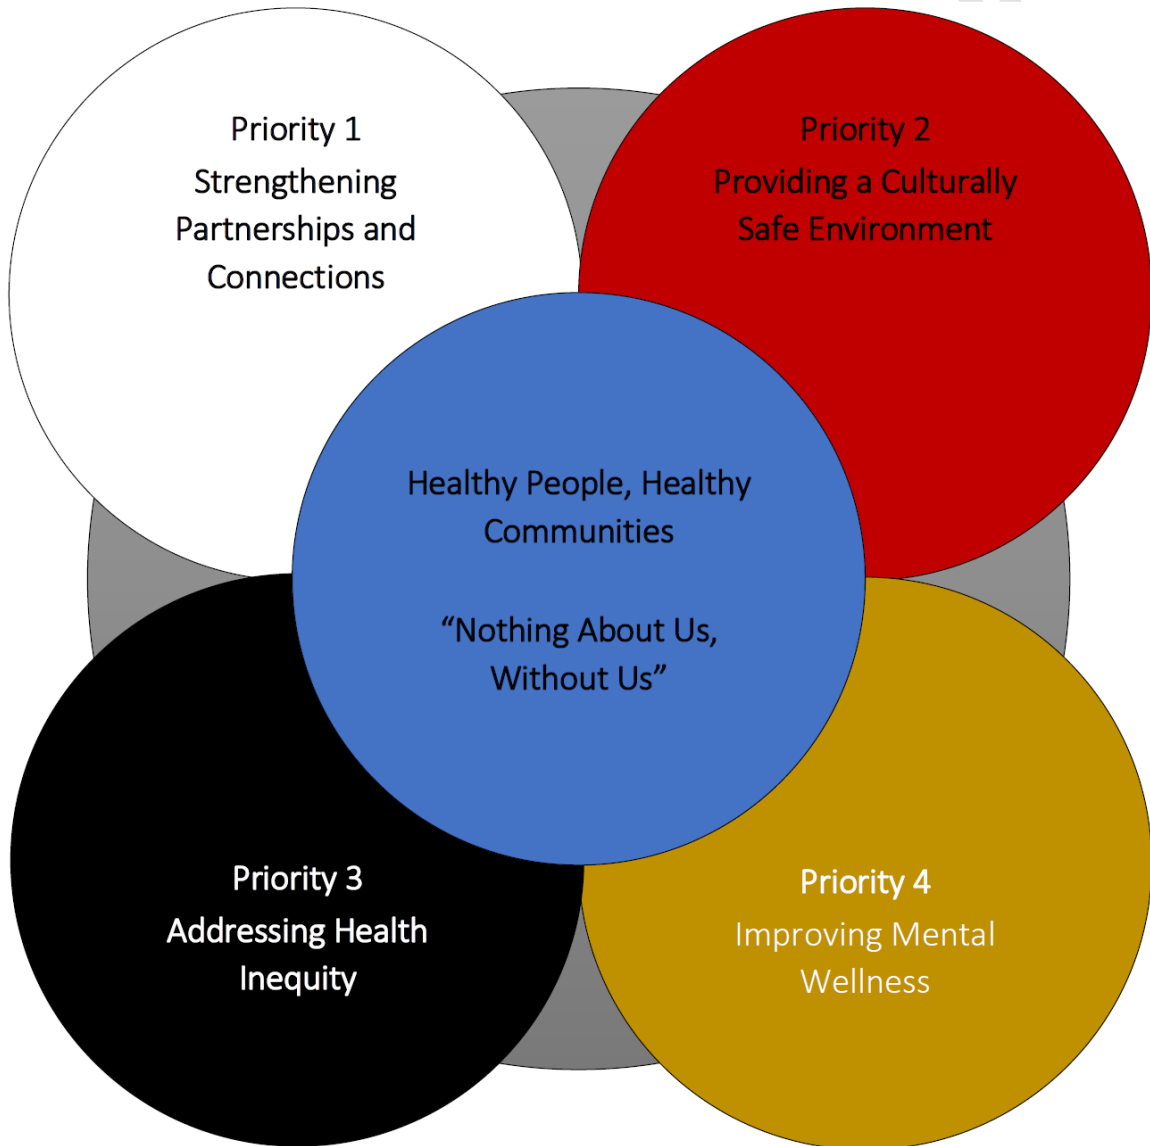 Priority 1
Strengthening
Partnerships and
Connections
Priority 2
Providing a Culturally
Safe Environment
Healthy People, Healthy
Communities
“Nothing About Us,
Without Us”
Priority 3
Addressing Health
Inequity
Priority 4
Improving Mental
Wellness